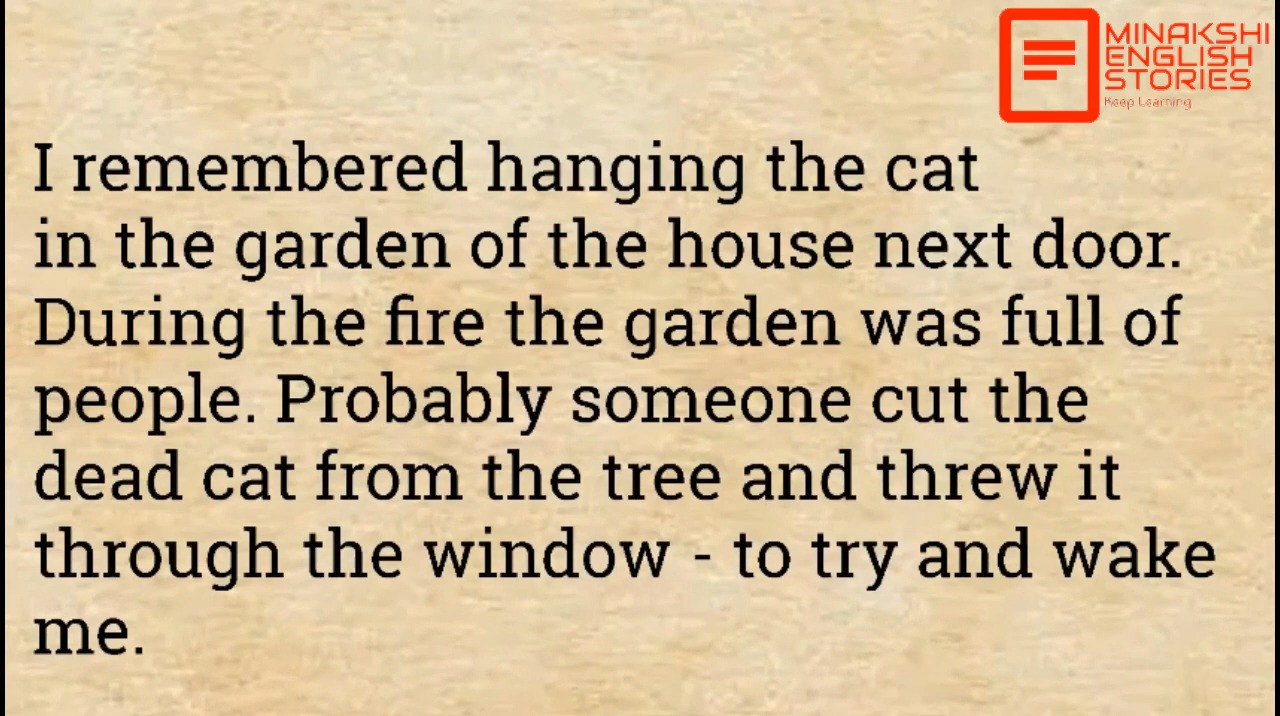 MINAKSHI
ENGLISH
STORIES
Keep Learning
I remembered hanging the cat
in the garden of the house next door.
During the fire the garden was full of
people. Probably someone cut the
dead cat from the tree and threw it
through the window - to try and wake
me.